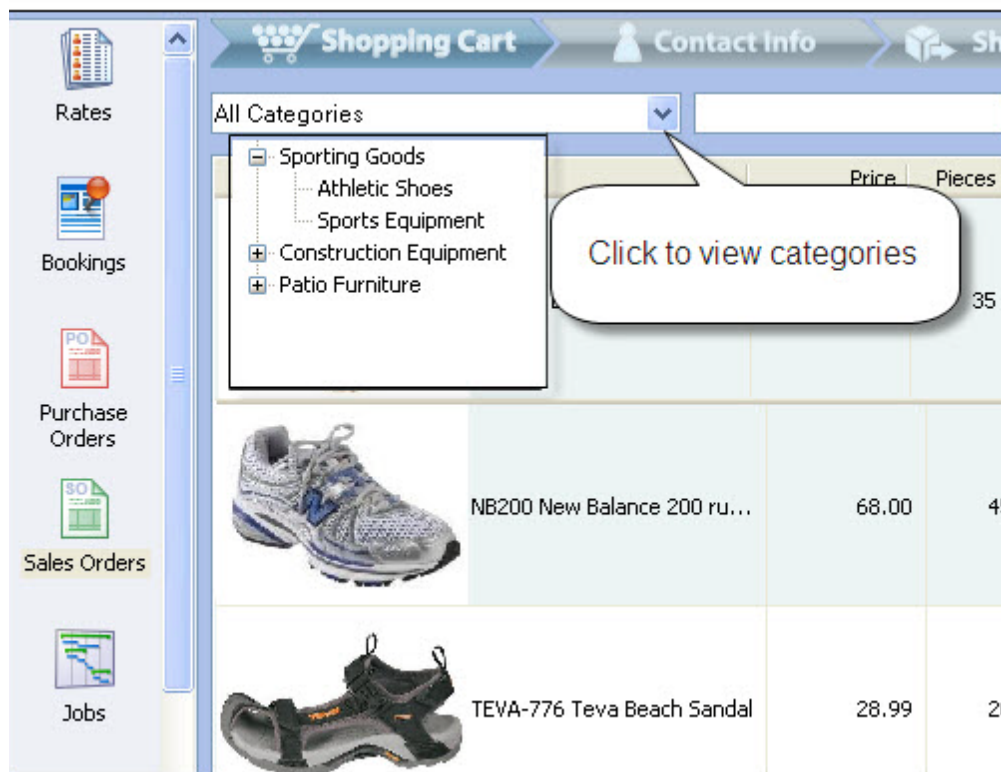 Shopping Cart
Contact Info
Rates
Bookings
PO
Purchase
Orders
SO
Sales Orders
Jobs
All Categories
Sporting Goods
Athletic Shoes
Sports Equipment
Construction Equipment
Patio Furniture
Price
Pieces
Click to view categories
35
NB200 New Balance 200 ru...
68.00
TEVA-776 Teva Beach Sandal
28.99